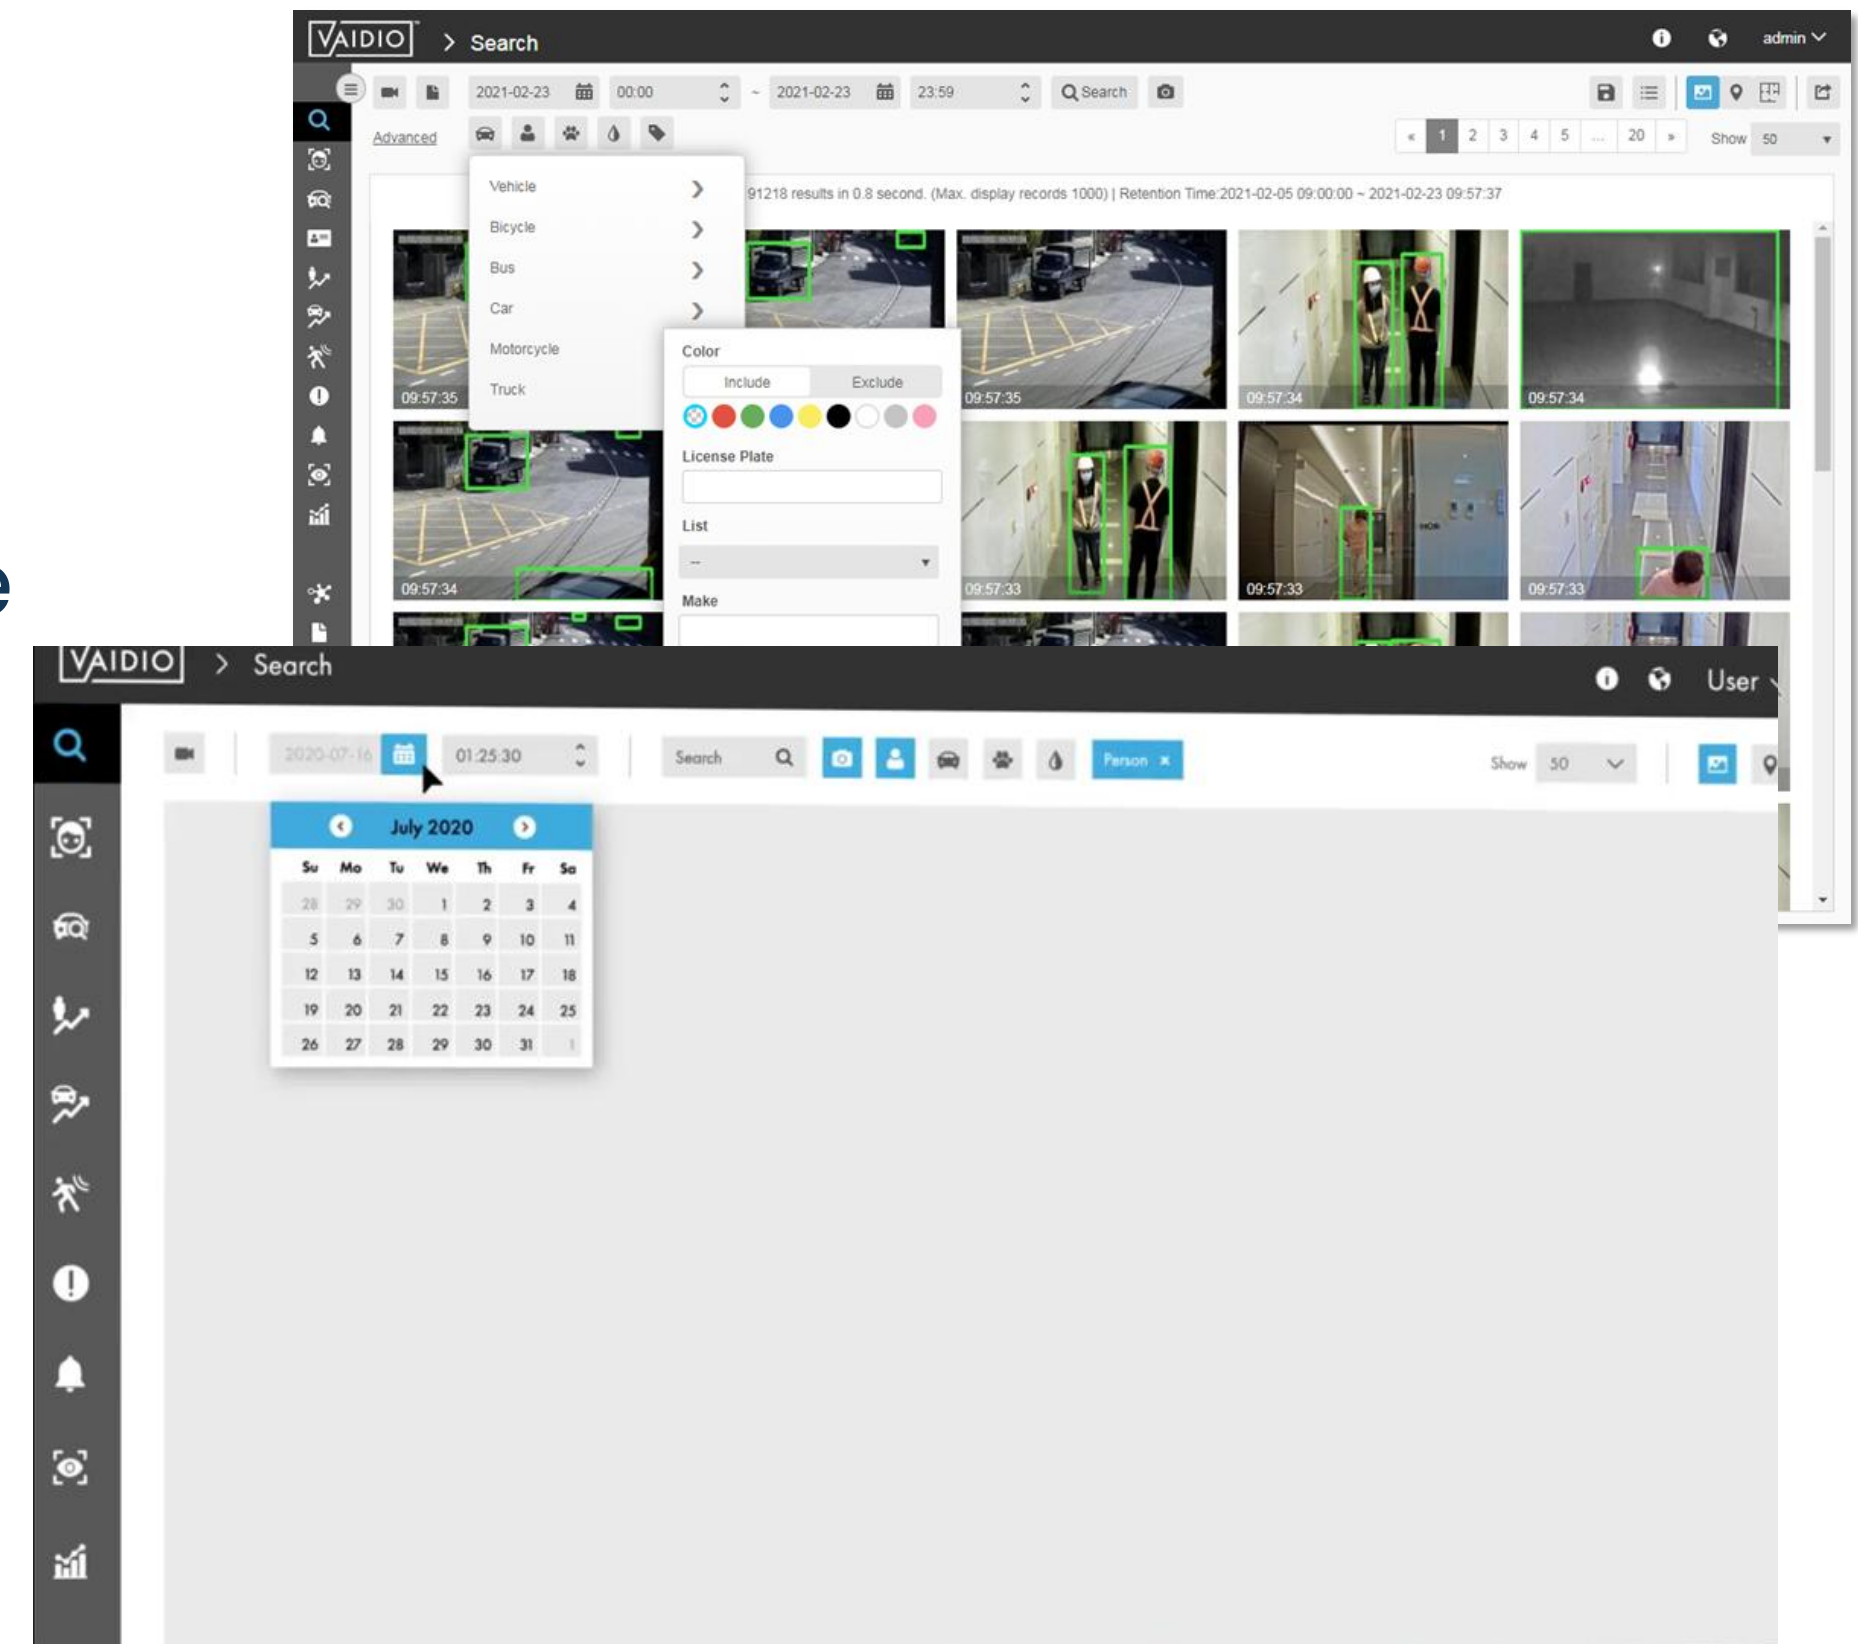 VAIDIO > Search admin
2021-02-23 00:00 ~ 2021-02-23 23:59 Search
Advanced « 1 2 3 4 5 ... 20 » Show 50
Vehicle
91218 results in 0.8 second. (Max. display records 1000) | Retention Time:2021-02-05 09:00:00 ~ 2021-02-23 09:57:37
Bicycle
Bus
Car
Motorcycle
Truck
Color
Include Exclude
09:57:35 09:57:35 09:57:34 09:57:34
License Plate
List
--
09:57:34 09:57:33 09:57:33 09:57:33
Make
e
VAIDIO > Search User
2020-07-16 01:25:30 Search Person × Show 50
July 2020
Su Mo Tu We Th Fr Sa
28 29 30 1 2 3 4
5 6 7 8 9 10 11
12 13 14 15 16 17 18
19 20 21 22 23 24 25
26 27 28 29 30 31 1